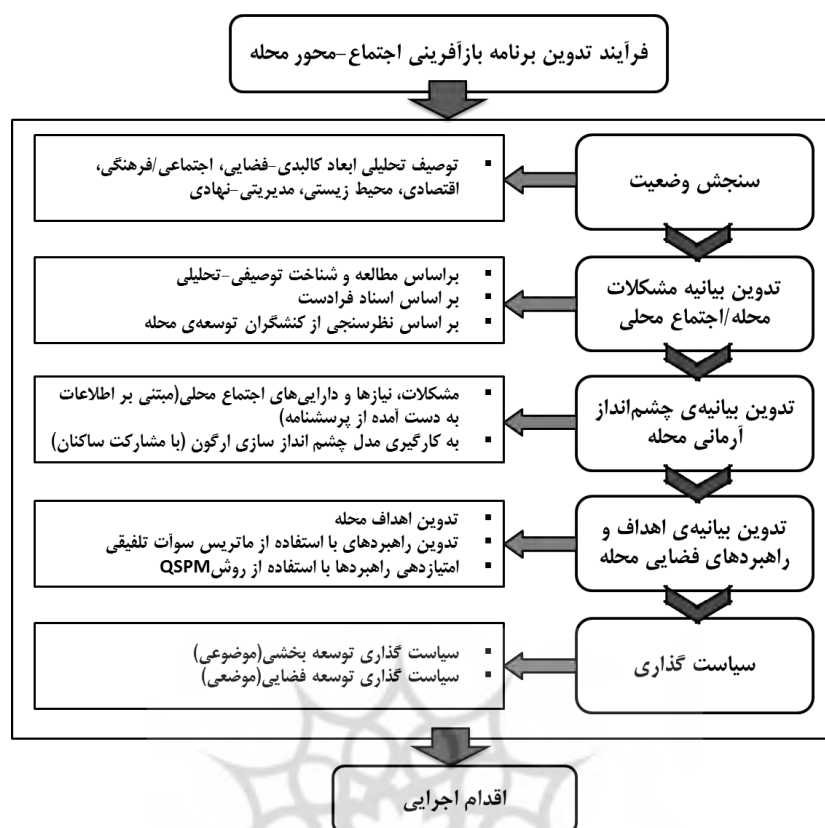 فرآیند تدوین برنامه بازآفرینی اجتماع-محور محله
سنجش وضعیت
▪ توصیف تحلیلی ابعاد کالبدی-فضایی، اجتماعی/فرهنگی،
اقتصادی، محیط زیستی، مدیریتی-نهادی
تدوین بیانیه مشکلات
محله/اجتماع محلی
▪ براساس مطالعه و شناخت توصیفی-تحلیلی
▪ بر اساس اسناد فرادست
▪ بر اساس نظرسنجی از کنشگران توسعه‌ی محله
تدوین بیانیه‌ی چشم‌انداز
آرمانی محله
▪ مشکلات، نیازها و دارایی‌های اجتماع محلی(مبتنی بر اطلاعات
به دست آمده از پرسشنامه)
▪ به کارگیری مدل چشم انداز سازی ارگون (با مشارکت ساکنان)
تدوین بیانیه‌ی اهداف و
راهبردهای فضایی محله
▪ تدوین اهداف محله
▪ تدوین راهبردهای با استفاده از ماتریس سوآت تلفیقی
▪ امتیازدهی راهبردها با استفاده از روش QSPM
سیاست گذاری
▪ سیاست گذاری توسعه بخشی(موضوعی)
▪ سیاست گذاری توسعه فضایی(موضعی)
اقدام اجرایی